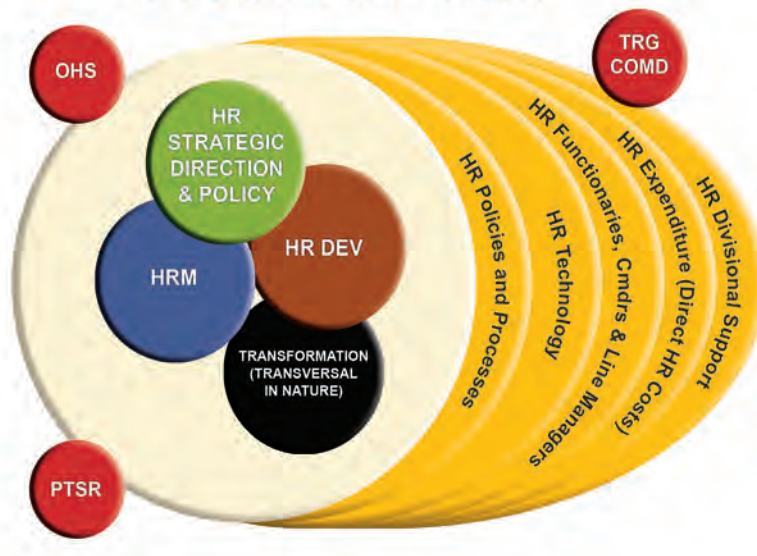 OHS
TRG
COMD
HR
STRATEGIC
DIRECTION
& POLICY
HR DEV
HRM
TRANSFORMATION
(TRANSVERSAL
IN NATURE)
HR Policies and Processes
HR Technology
HR Functionaries, Cmdrs & Line Managers
HR Expenditure (Direct HR Costs)
HR Divisional Support
PTSR